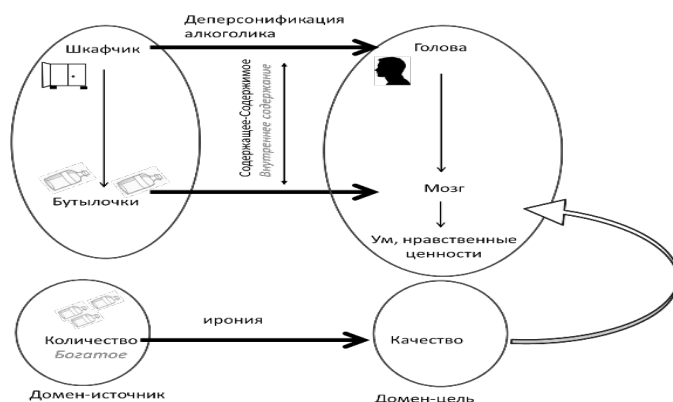 Деперсонификация
алкоголика
Шкафчик
Голова
Содержащее-Содержимое
Внутреннее содержание
Бутылочки
Мозг
Ум, нравственные
ценности
ирония
Количество
Богатое
Качество
Домен-источник
Домен-цель